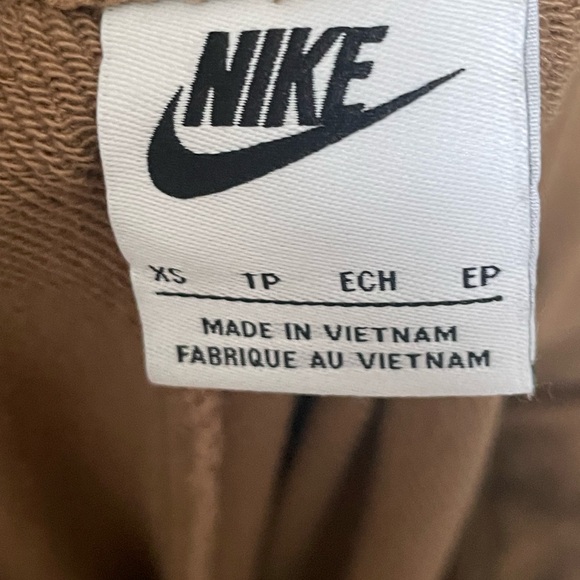 NIKE
XS TP ECH EP
MADE IN VIETNAM
FABRIQUE AU VIETNAM